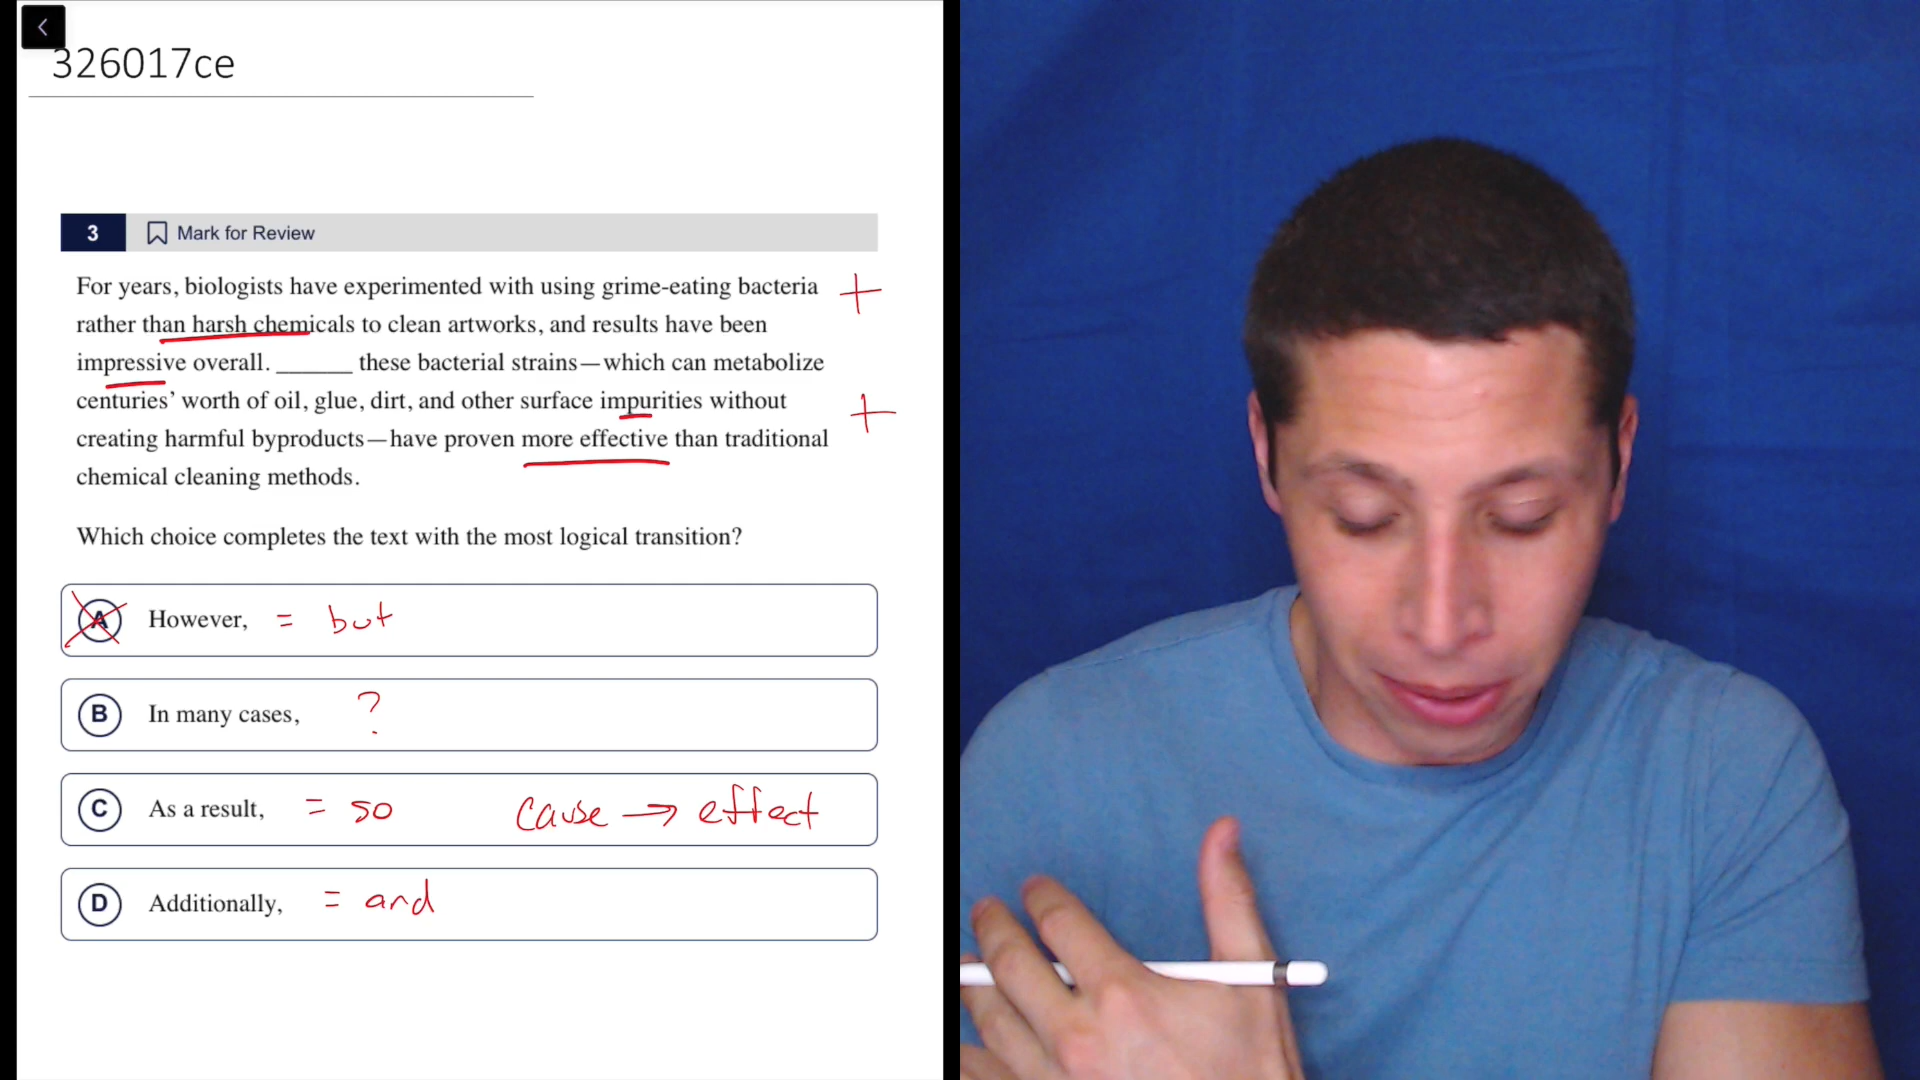 326017ce
3 Mark for Review
For years, biologists have experimented with using grime-eating bacteria +
rather than harsh chemicals to clean artworks, and results have been
impressive overall. ______ these bacterial strains—which can metabolize
centuries’ worth of oil, glue, dirt, and other surface impurities without +
creating harmful byproducts—have proven more effective than traditional
chemical cleaning methods.
Which choice completes the text with the most logical transition?
A However, = but
B In many cases, ?
C As a result, = so cause → effect
D Additionally, = and